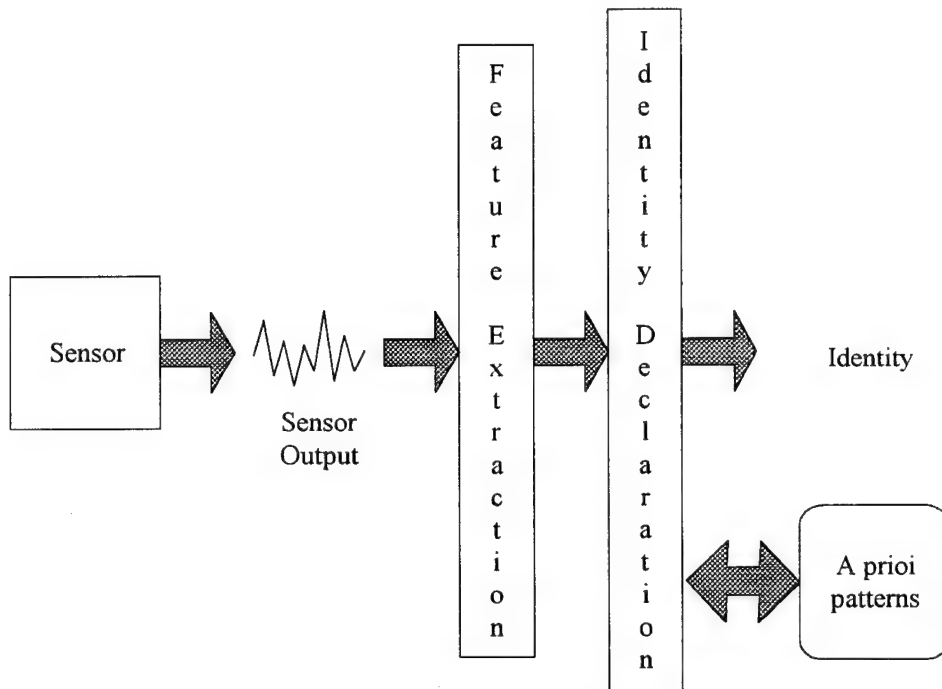 Sensor
Sensor
Output
Feature Extraction
Identity Declaration
Identity
A prioi
patterns